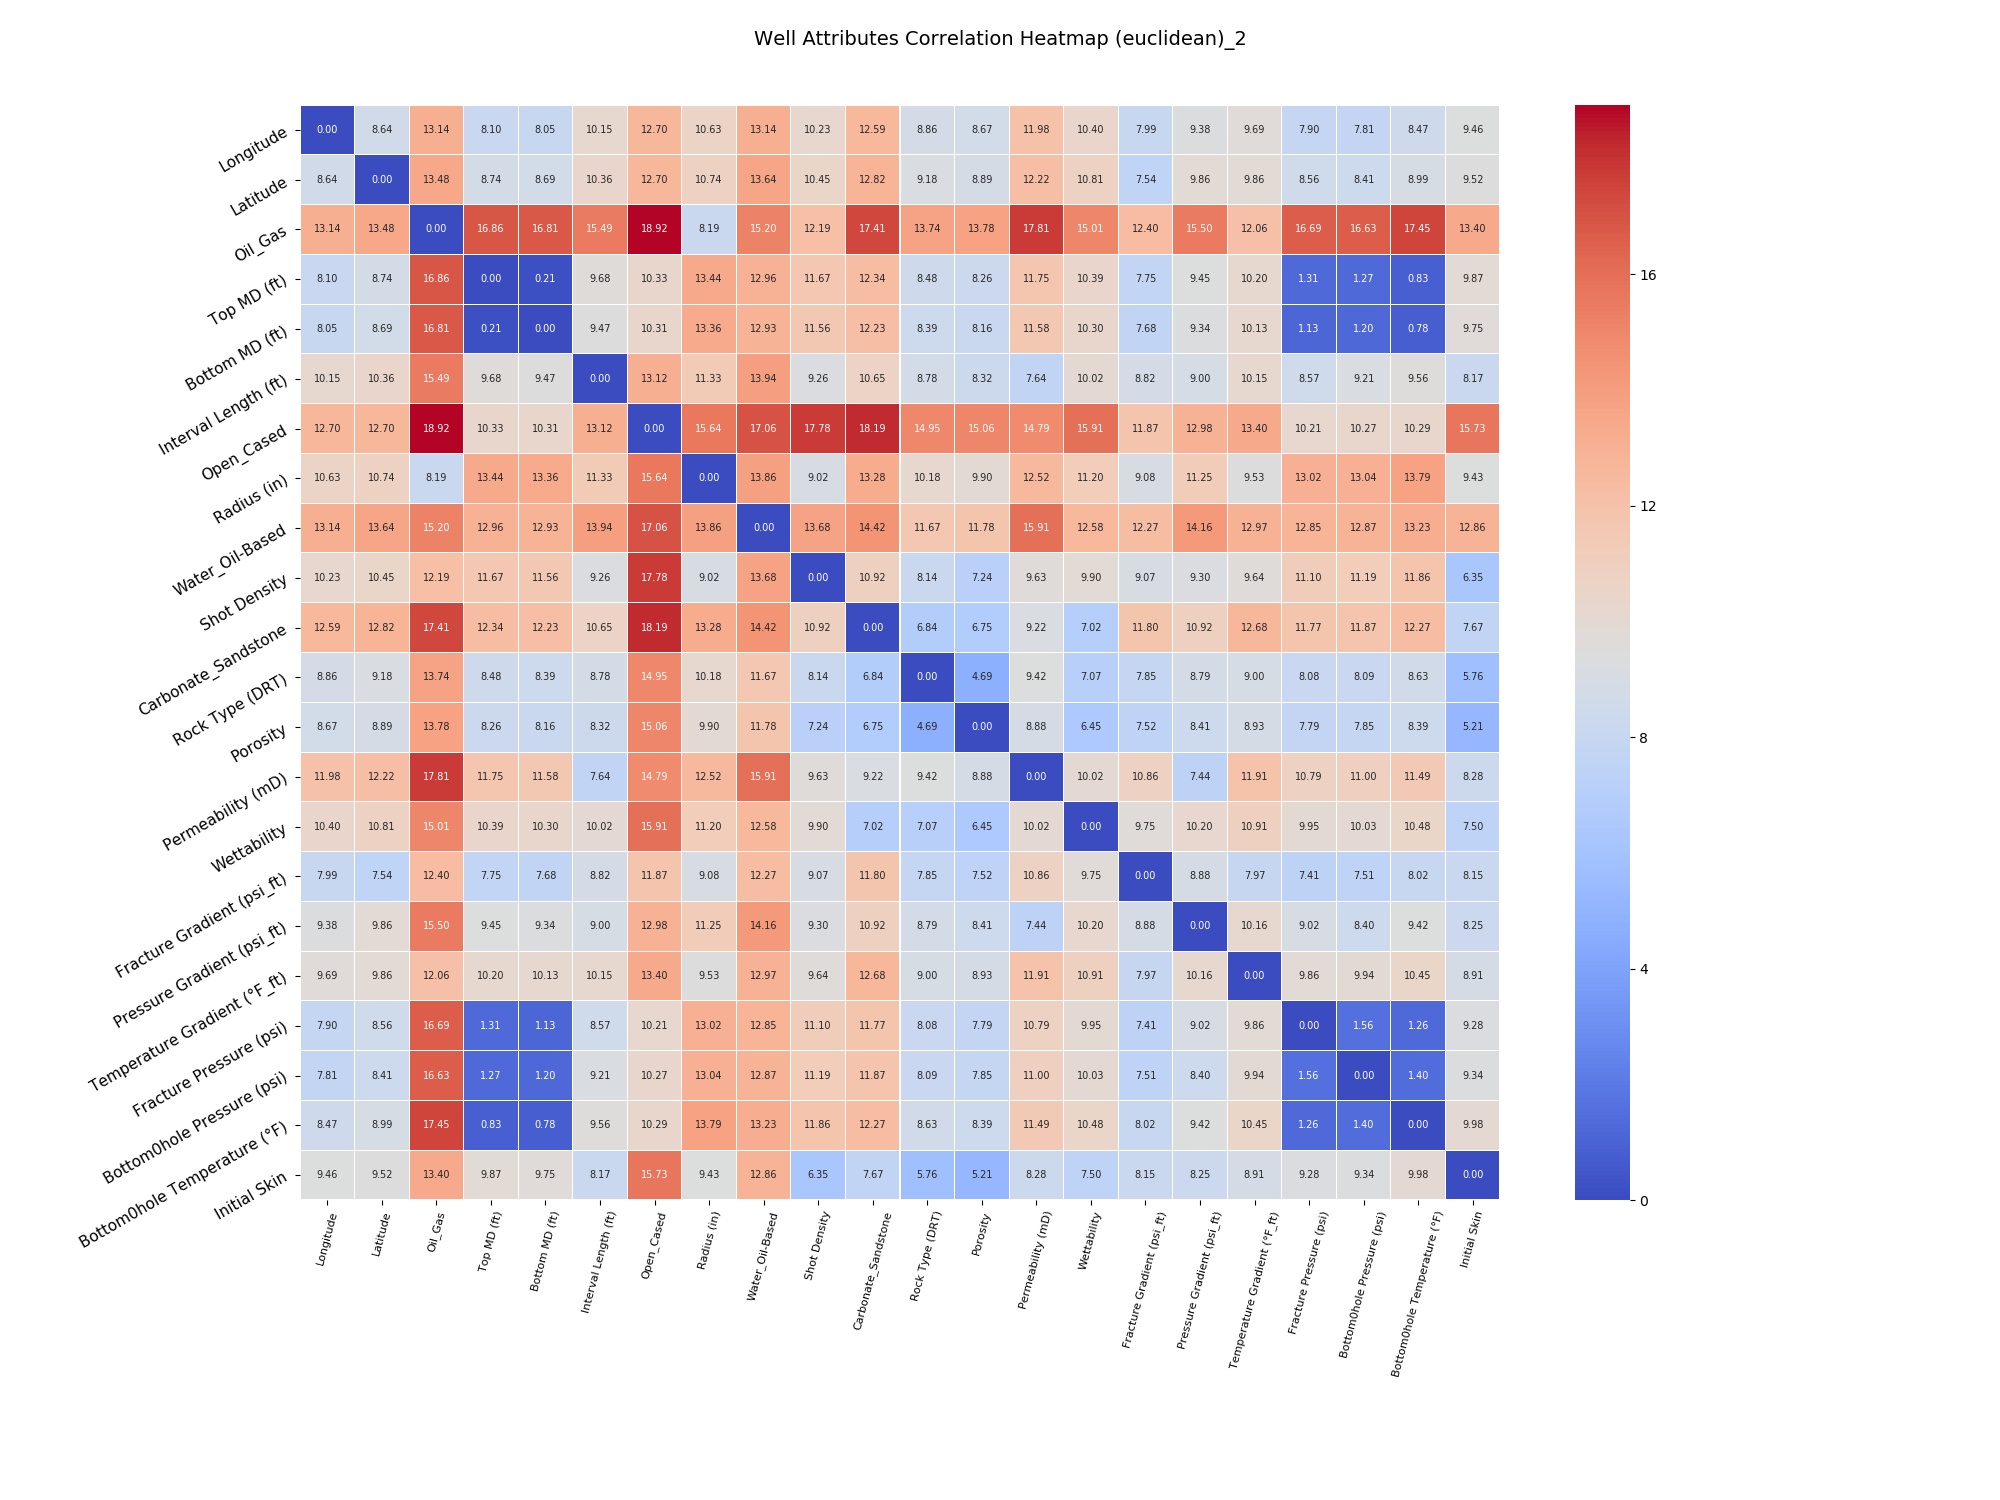 Well Attributes Correlation Heatmap (euclidean)_2
Longitude 0.00 8.64 13.14 8.10 8.05 10.15 12.70 10.63 13.14 10.23 12.59 8.86 8.67 11.98 10.40 7.99 9.38 9.69 7.90 7.81 8.47 9.46
Latitude 8.64 0.00 13.48 8.74 8.69 10.36 12.70 10.74 13.64 10.45 12.82 9.18 8.89 12.22 10.81 7.54 9.86 9.86 8.56 8.41 8.99 9.52
Oil_Gas 13.14 13.48 0.00 16.86 16.81 15.49 18.92 8.19 15.20 12.19 17.41 13.74 13.78 17.81 15.01 12.40 15.50 12.06 16.69 16.63 17.45 13.40
Top MD (ft) 8.10 8.74 16.86 0.00 0.21 9.68 10.33 13.44 12.96 11.67 12.34 8.48 8.26 11.75 10.39 7.75 9.45 10.20 1.31 1.27 0.83 9.87
Bottom MD (ft) 8.05 8.69 16.81 0.21 0.00 9.47 10.31 13.36 12.93 11.56 12.23 8.39 8.16 11.58 10.30 7.68 9.34 10.13 1.13 1.20 0.78 9.75
Interval Length (ft) 10.15 10.36 15.49 9.68 9.47 0.00 13.12 11.33 13.94 9.26 10.65 8.78 8.32 7.64 10.02 8.82 9.00 10.15 8.57 9.21 9.56 8.17
Open_Cased 12.70 12.70 18.92 10.33 10.31 13.12 0.00 15.64 17.06 17.78 18.19 14.95 15.06 14.79 15.91 11.87 12.98 13.40 10.21 10.27 10.29 15.73
Radius (in) 10.63 10.74 8.19 13.44 13.36 11.33 15.64 0.00 13.86 9.02 13.28 10.18 9.90 12.52 11.20 9.08 11.25 9.53 13.02 13.04 13.79 9.43
Water_Oil-Based 13.14 13.64 15.20 12.96 12.93 13.94 17.06 13.86 0.00 13.68 14.42 11.67 11.78 15.91 12.58 12.27 14.16 12.97 12.85 12.87 13.23 12.86
Shot Density 10.23 10.45 12.19 11.67 11.56 9.26 17.78 9.02 13.68 0.00 10.92 8.14 7.24 9.63 9.90 9.07 9.30 9.64 11.10 11.19 11.86 6.35
Carbonate_Sandstone 12.59 12.82 17.41 12.34 12.23 10.65 18.19 13.28 14.42 10.92 0.00 6.84 6.75 9.22 7.02 11.80 10.92 12.68 11.77 11.87 12.27 7.67
Rock Type (DRT) 8.86 9.18 13.74 8.48 8.39 8.78 14.95 10.18 11.67 8.14 6.84 0.00 4.69 9.42 7.07 7.85 8.79 9.00 8.08 8.09 8.63 5.76
Porosity 8.67 8.89 13.78 8.26 8.16 8.32 15.06 9.90 11.78 7.24 6.75 4.69 0.00 8.88 6.45 7.52 8.41 8.93 7.79 7.85 8.39 5.21
Permeability (mD) 11.98 12.22 17.81 11.75 11.58 7.64 14.79 12.52 15.91 9.63 9.22 9.42 8.88 0.00 10.02 10.86 7.44 11.91 10.79 11.00 11.49 8.28
Wettability 10.40 10.81 15.01 10.39 10.30 10.02 15.91 11.20 12.58 9.90 7.02 7.07 6.45 10.02 0.00 9.75 10.20 10.91 9.95 10.03 10.48 7.50
Fracture Gradient (psi_ft) 7.99 7.54 12.40 7.75 7.68 8.82 11.87 9.08 12.27 9.07 11.80 7.85 7.52 10.86 9.75 0.00 8.88 7.97 7.41 7.51 8.02 8.15
Pressure Gradient (psi_ft) 9.38 9.86 15.50 9.45 9.34 9.00 12.98 11.25 14.16 9.30 10.92 8.79 8.41 7.44 10.20 8.88 0.00 10.16 9.02 8.40 9.42 8.25
Temperature Gradient (°F_ft) 9.69 9.86 12.06 10.20 10.13 10.15 13.40 9.53 12.97 9.64 12.68 9.00 8.93 11.91 10.91 7.97 10.16 0.00 9.86 9.94 10.45 8.91
Fracture Pressure (psi) 7.90 8.56 16.69 1.31 1.13 8.57 10.21 13.02 12.85 11.10 11.77 8.08 7.79 10.79 9.95 7.41 9.02 9.86 0.00 1.56 1.26 9.28
Bottom0hole Pressure (psi) 7.81 8.41 16.63 1.27 1.20 9.21 10.27 13.04 12.87 11.19 11.87 8.09 7.85 11.00 10.03 7.51 8.40 9.94 1.56 0.00 1.40 9.34
Bottom0hole Temperature (°F) 8.47 8.99 17.45 0.83 0.78 9.56 10.29 13.79 13.23 11.86 12.27 8.63 8.39 11.49 10.48 8.02 9.42 10.45 1.26 1.40 0.00 9.98
Initial Skin 9.46 9.52 13.40 9.87 9.75 8.17 15.73 9.43 12.86 6.35 7.67 5.76 5.21 8.28 7.50 8.15 8.25 8.91 9.28 9.34 9.98 0.00
Longitude
Latitude
Oil_Gas
Top MD (ft)
Bottom MD (ft)
Interval Length (ft)
Open_Cased
Radius (in)
Water_Oil-Based
Shot Density
Carbonate_Sandstone
Rock Type (DRT)
Porosity
Permeability (mD)
Wettability
Fracture Gradient (psi_ft)
Pressure Gradient (psi_ft)
Temperature Gradient (°F_ft)
Fracture Pressure (psi)
Bottom0hole Pressure (psi)
Bottom0hole Temperature (°F)
Initial Skin
16
12
8
4
0